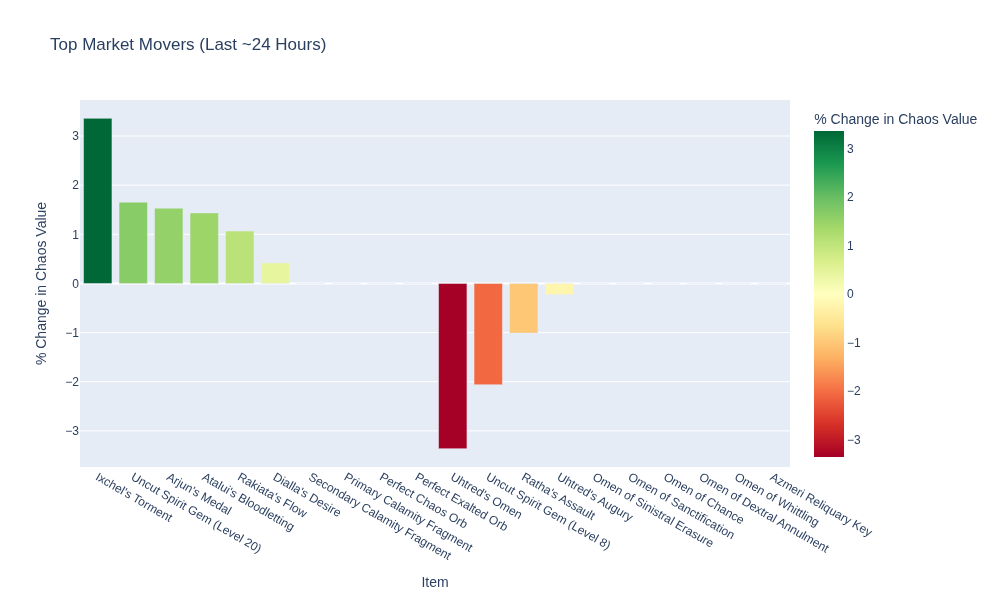 Top Market Movers (Last ~24 Hours)
% Change in Chaos Value
3
2
1
0
−1
−2
−3
Ixchel's Torment
Uncut Spirit Gem (Level 20)
Arjun's Medal
Atalui's Bloodletting
Rakiata's Flow
Dialla's Desire
Secondary Calamity Fragment
Primary Calamity Fragment
Perfect Chaos Orb
Perfect Exalted Orb
Uhtred's Omen
Uncut Spirit Gem (Level 8)
Ratha's Assault
Uhtred's Augury
Omen of Sinistral Erasure
Omen of Sanctification
Omen of Chance
Omen of Dextral Annulment
Omen of Whittling
Azmeri Reliquary Key
Item
% Change in Chaos Value
3
2
1
0
−1
−2
−3